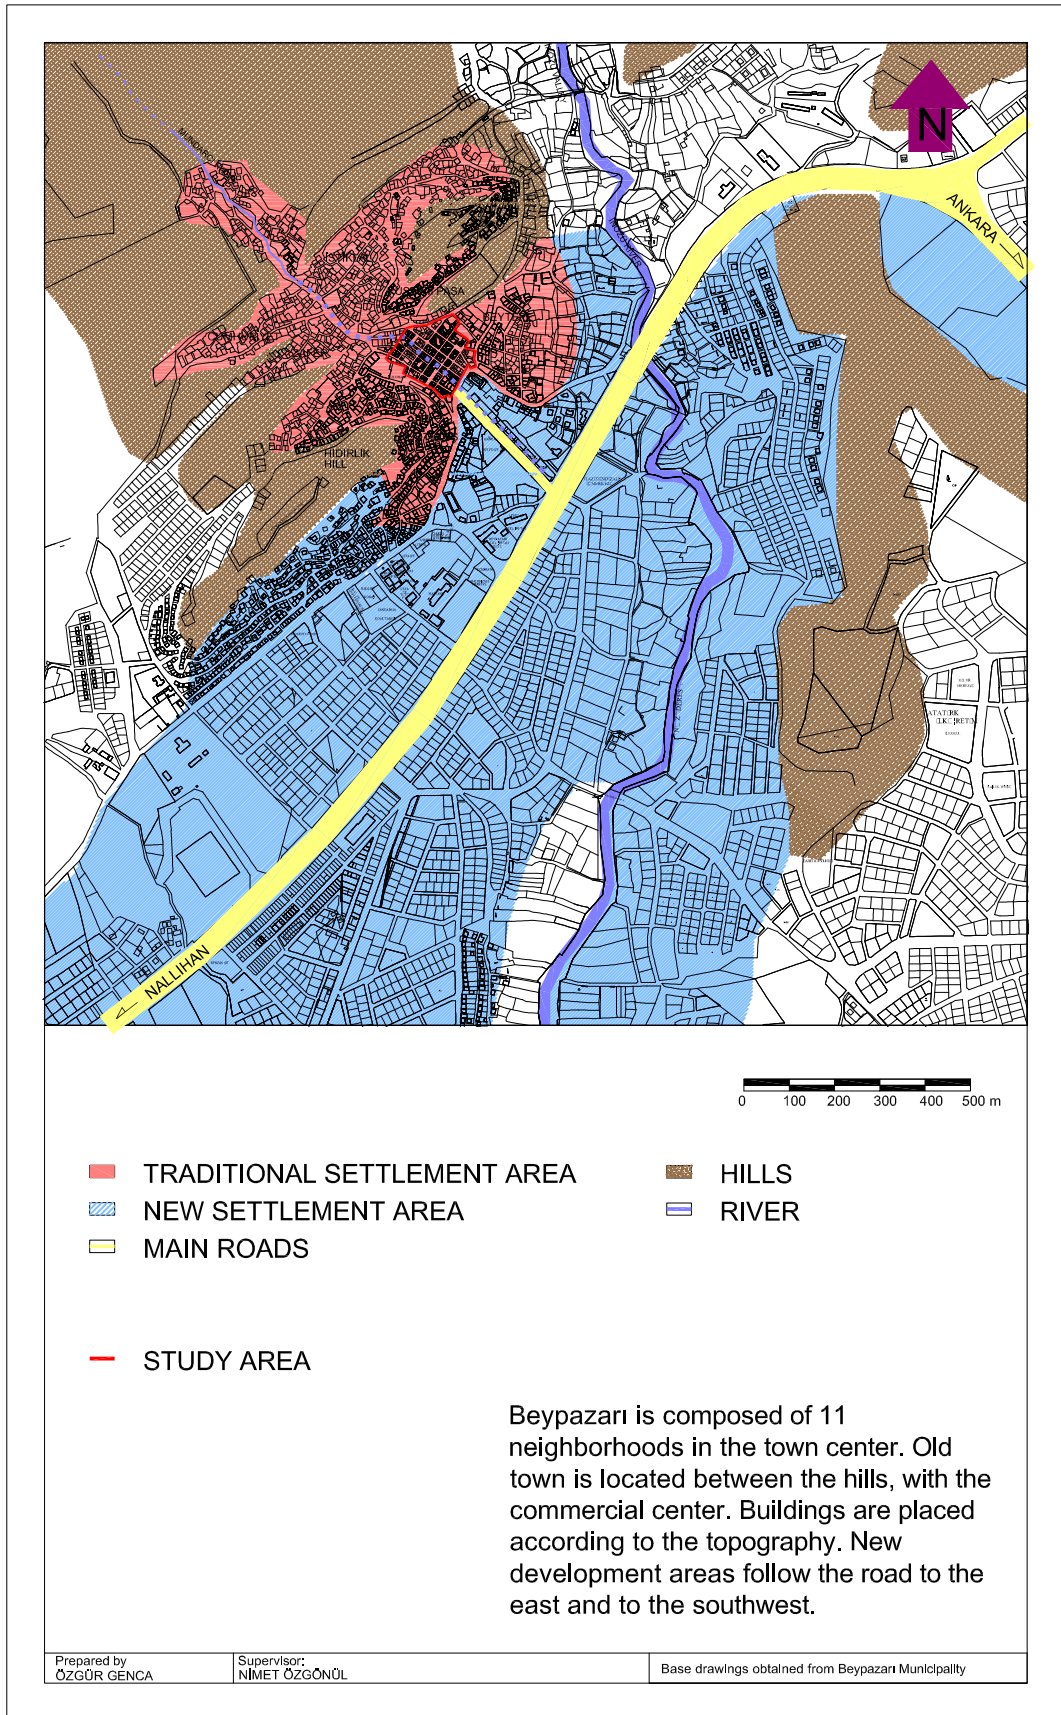 N
ANKARA
HIDIRLIK
HILL
NALLIHAN
0 100 200 300 400 500 m
TRADITIONAL SETTLEMENT AREA
NEW SETTLEMENT AREA
MAIN ROADS
HILLS
RIVER
STUDY AREA
Beypazarı is composed of 11
neighborhoods in the town center. Old
town is located between the hills, with the
commercial center. Buildings are placed
according to the topography. New
development areas follow the road to the
east and to the southwest.
Prepared by
ÖZGÜR GENCA
Supervisor:
NİMET ÖZGÖNÜL
Base drawings obtained from Beypazarı Municipality